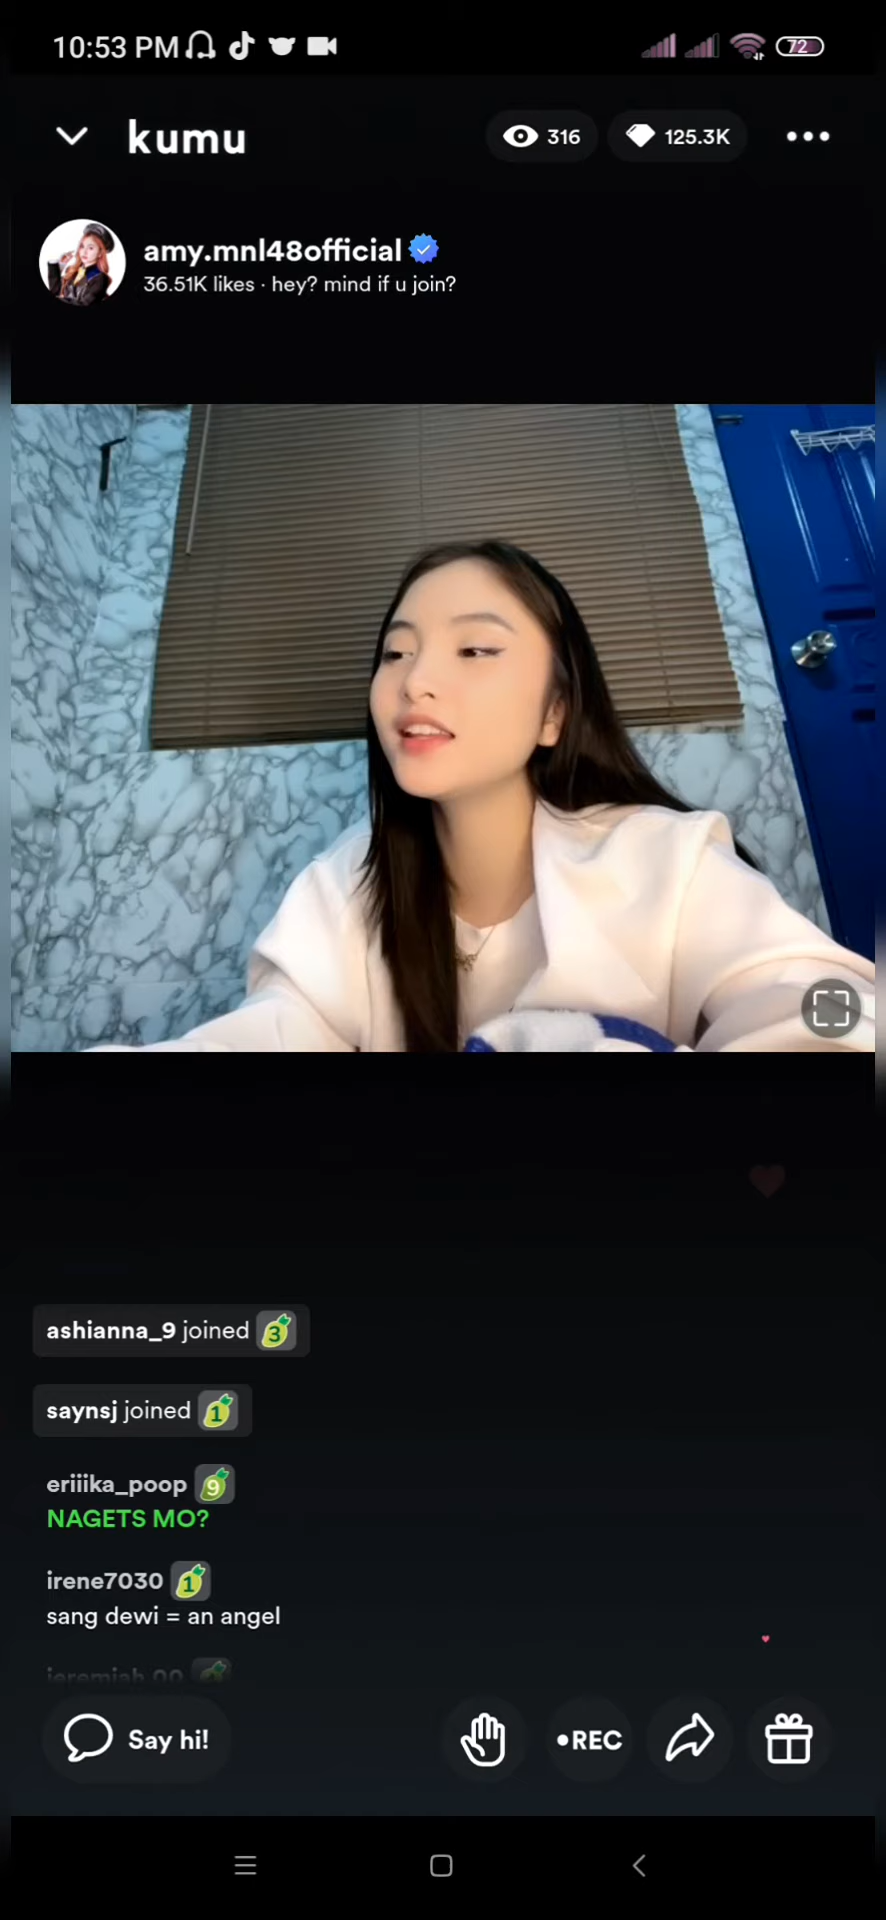 10:53 PM
72
kumu
316
125.3K
amy.mnl48official
36.51K likes · hey? mind if u join?
ashianna_9 joined 3
saynsj joined 1
eriiika_poop 9
NAGETS MO?
irene7030 1
sang dewi = an angel
Say hi!
•REC